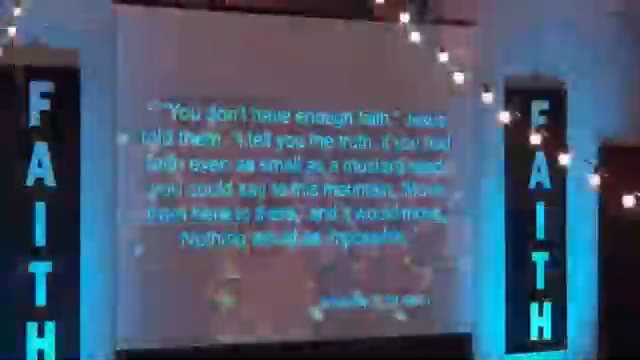 FAITH
"You don't have enough faith," Jesus
told them. "I tell you the truth, if you had
faith even as small as a mustard seed,
you could say to this mountain, 'Move
from here to there,' and it would move.
Nothing would be impossible."
FAITH